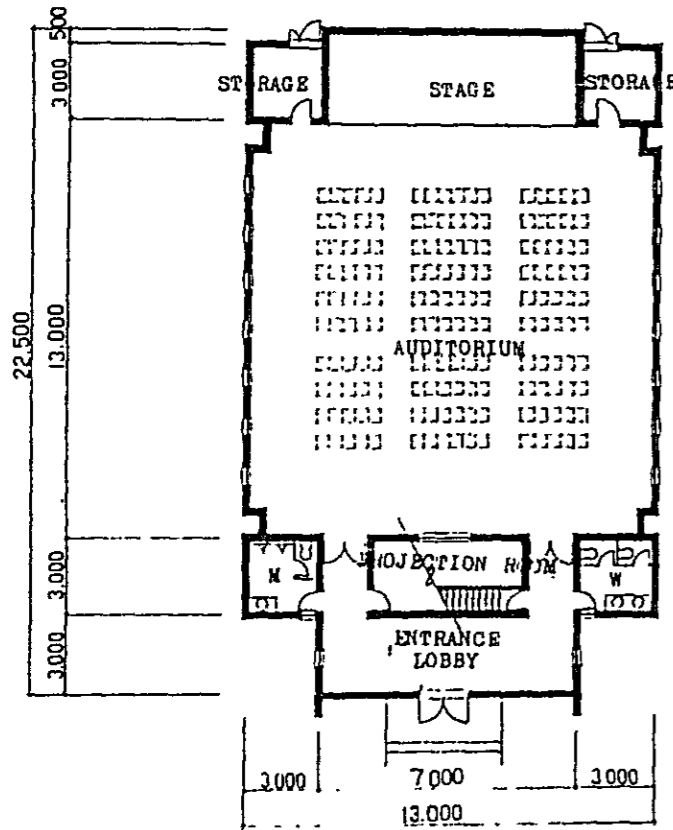 500
3 000
STORAGE
STAGE
STORAGE
22.500
13.000
AUDITORIUM
PROJECTION ROOM
M
W
3.000
ENTRANCE
LOBBY
3.000
3 000
7 000
3 000
13.000